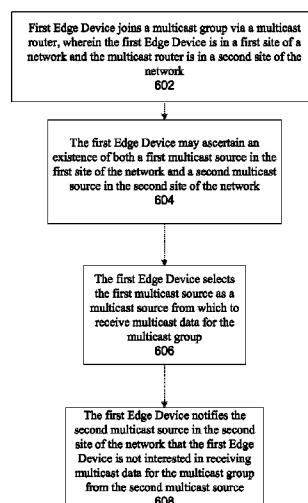 First Edge Device joins a multicast group via a multicast
router, wherein the first Edge Device is in a first site of a
network and the multicast router is in a second site of the
network
602
The first Edge Device may ascertain an
existence of both a first multicast source in the
first site of the network and a second multicast
source in the second site of the network
604
The first Edge Device selects
the first multicast source as a
multicast source from which to
receive multicast data for the
multicast group
606
The first Edge Device notifies the
second multicast source in the second
site of the network that the first Edge
Device is not interested in receiving
multicast data for the multicast group
from the second multicast source
608